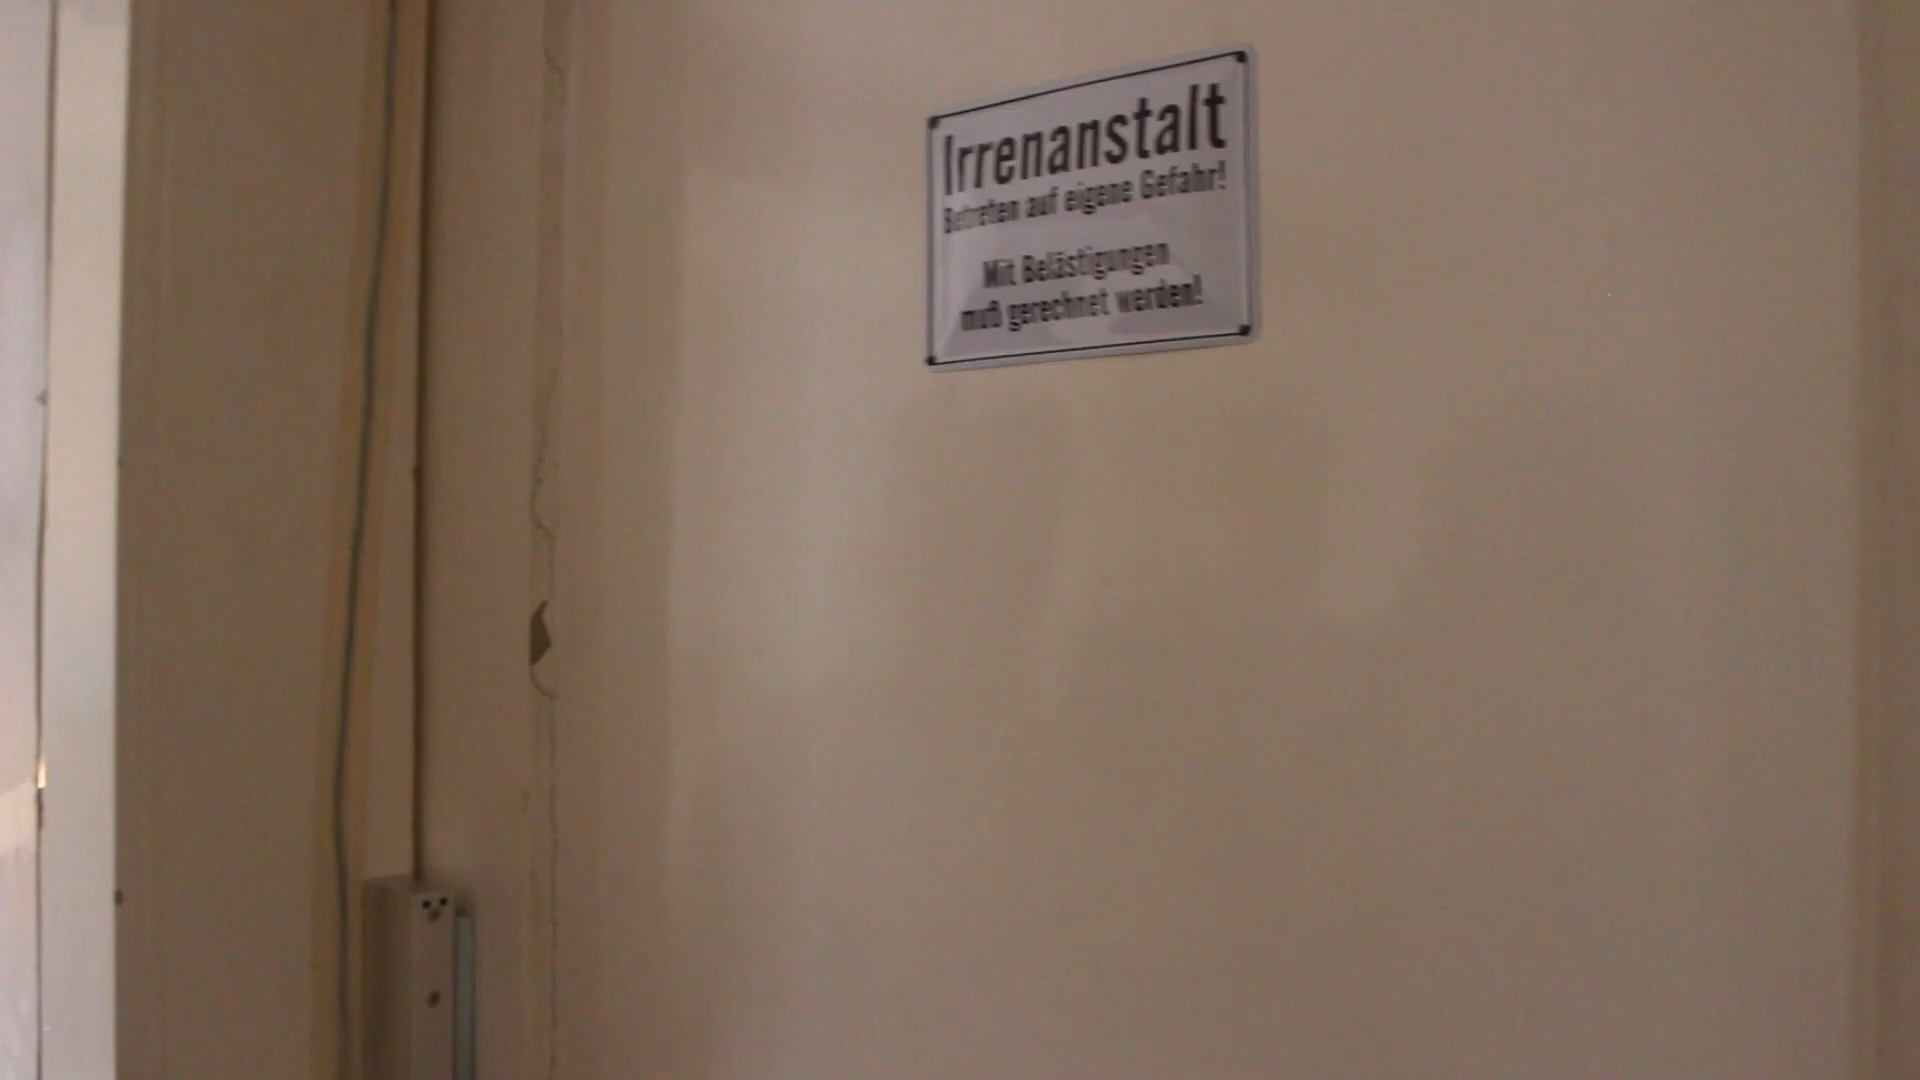 Irrenanstalt
Betreten auf eigene Gefahr!
Mit Belästigungen
muß gerechnet werden!